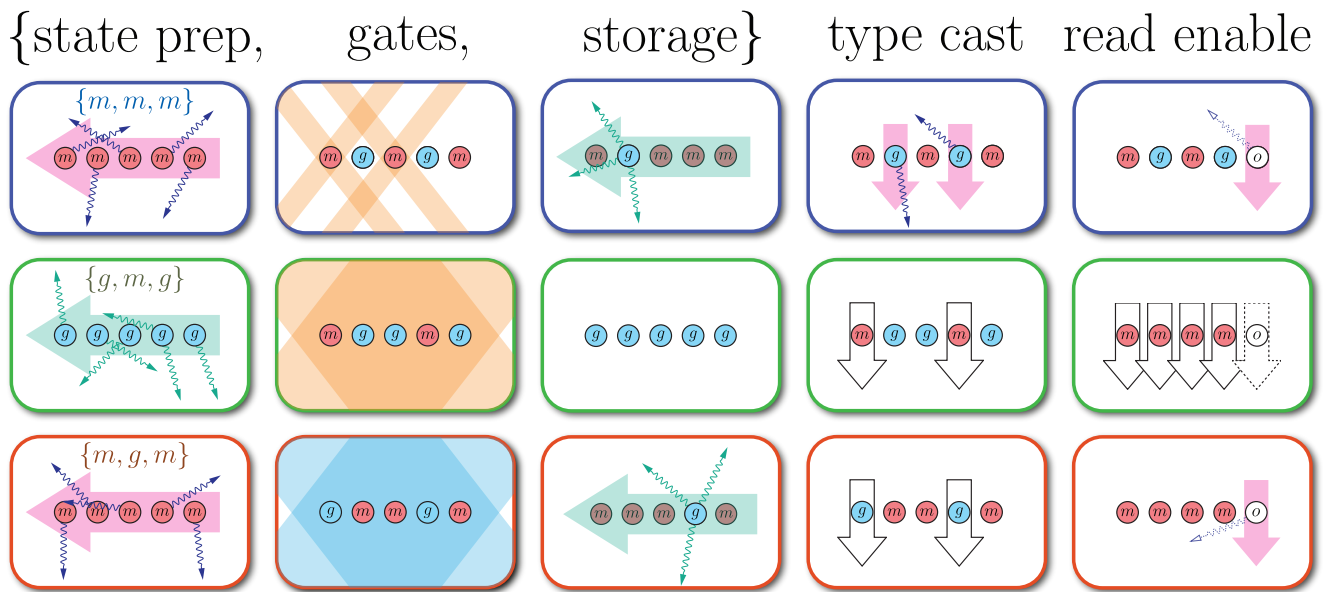 {state prep, gates, storage} type cast read enable
{m, m, m}
m m m m m m g m g m m g m m m m g m g m m g m g o
{g, m, g}
g g g g g m g g m g g g g g g m g g m g m m m m o
{m, g, m}
m m m m m g m m g m m m m g m g m m g m m m m m o